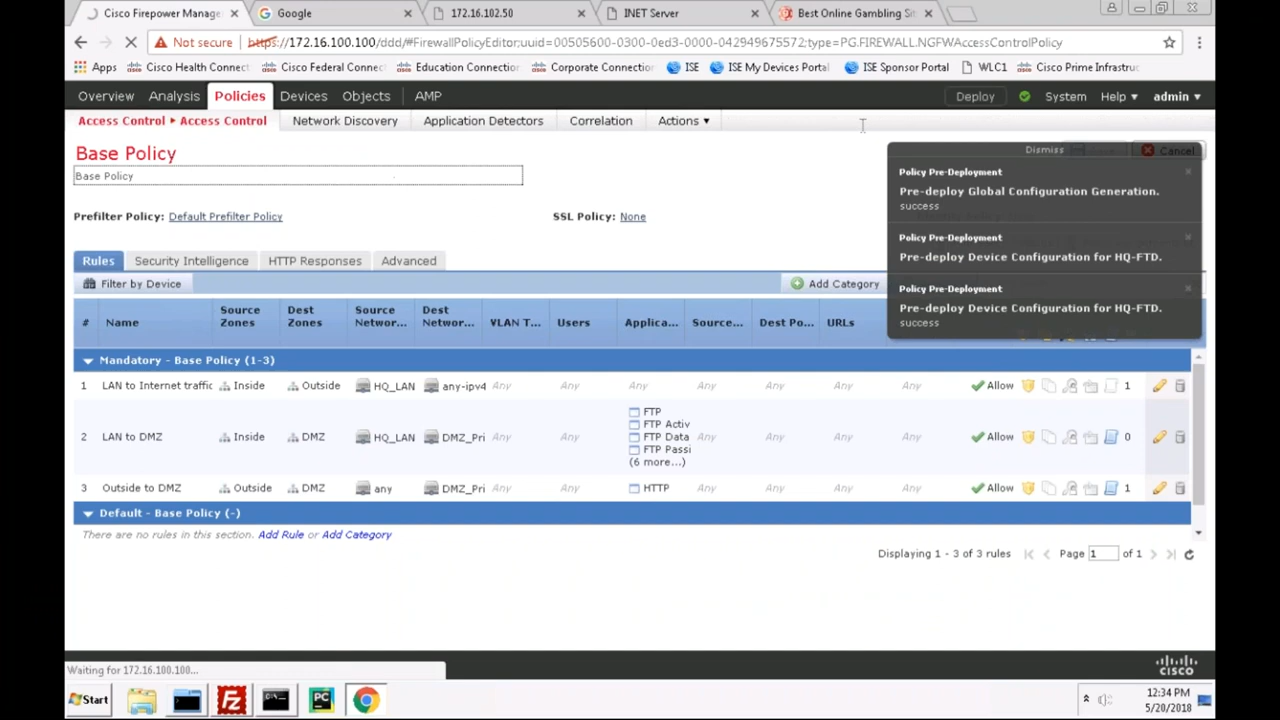 Cisco Firepower Manage
Google
172.16.102.50
INET Server
Best Online Gambling Sit
Not secure
https://172.16.100.100/ddd/#FirewallPolicyEditor;uuid=00505600-0300-0ed3-0000-042949675572;type=PG.FIREWALL.NGFWAccessControlPolicy
Apps
Cisco Health Connect
Cisco Federal Connec
Education Connection
Corporate Connection
ISE
ISE My Devices Portal
ISE Sponsor Portal
WLC1
Cisco Prime Infrastruc
Overview
Analysis
Policies
Devices
Objects
AMP
Deploy
System
Help
admin
Access Control
Access Control
Network Discovery
Application Detectors
Correlation
Actions
Base Policy
Base Policy
Dismiss
Cancel
Policy Pre-Deployment
Pre-deploy Global Configuration Generation.
success
Policy Pre-Deployment
Pre-deploy Device Configuration for HQ-FTD.
Policy Pre-Deployment
Pre-deploy Device Configuration for HQ-FTD.
success
Prefilter Policy: Default Prefilter Policy
SSL Policy: None
Rules
Security Intelligence
HTTP Responses
Advanced
Filter by Device
Add Category
# Name Source Zones Dest Zones Source Networ... Dest Networ... VLAN T... Users Applica... Source... Dest Po... URLs
Mandatory - Base Policy (1-3)
1 LAN to Internet traffic Inside Outside HQ_LAN any-ipv4 Any Any Any Any Any Any Any Allow 1
2 LAN to DMZ Inside DMZ HQ_LAN DMZ_Pri Any Any
FTP
FTP Activ
FTP Data
FTP Passi
(6 more...)
Any Any Any Any Allow 0
3 Outside to DMZ Outside DMZ any DMZ_Pri Any Any HTTP Any Any Any Any Allow 1
Default - Base Policy (-)
There are no rules in this section. Add Rule or Add Category
Displaying 1 - 3 of 3 rules
Page 1 of 1
Waiting for 172.16.100.100...
CISCO
Start
12:34 PM
5/20/2018